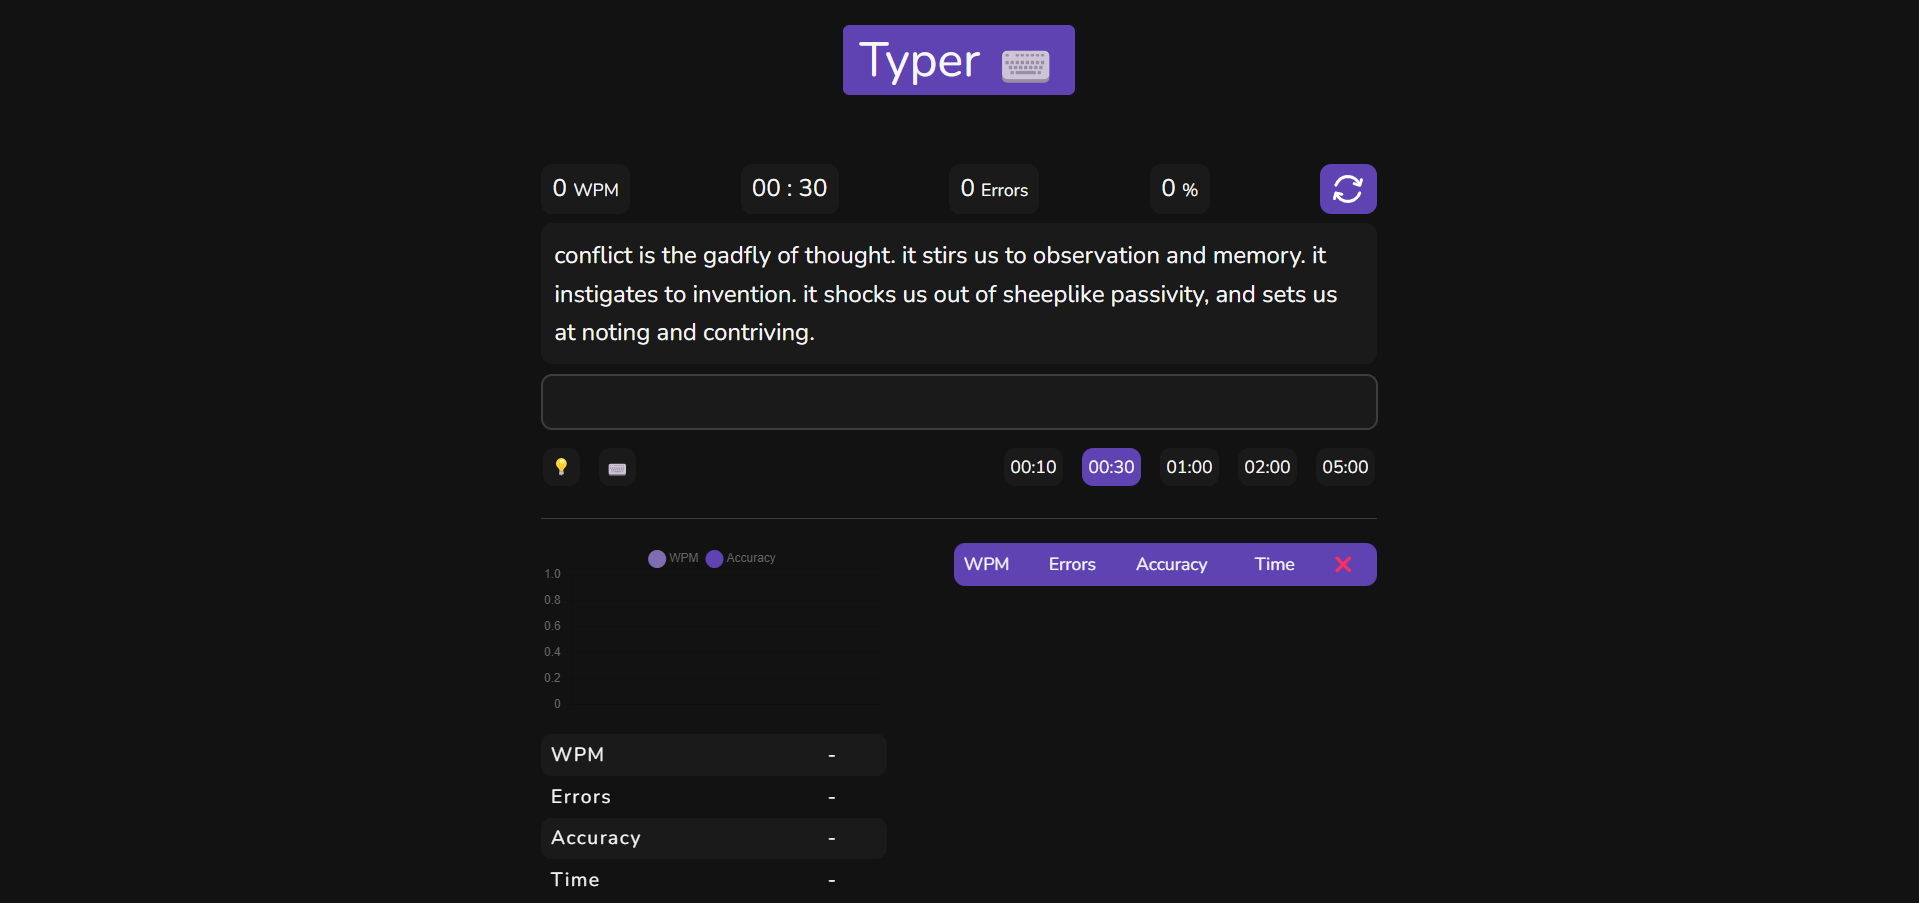 Typer
0 WPM
00 : 30
0 Errors
0 %
conflict is the gadfly of thought. it stirs us to observation and memory. it
instigates to invention. it shocks us out of sheeplike passivity, and sets us
at noting and contriving.
00:10 00:30 01:00 02:00 05:00
WPM Accuracy
1.0
0.8
0.6
0.4
0.2
0
WPM Errors Accuracy Time
WPM -
Errors -
Accuracy -
Time -